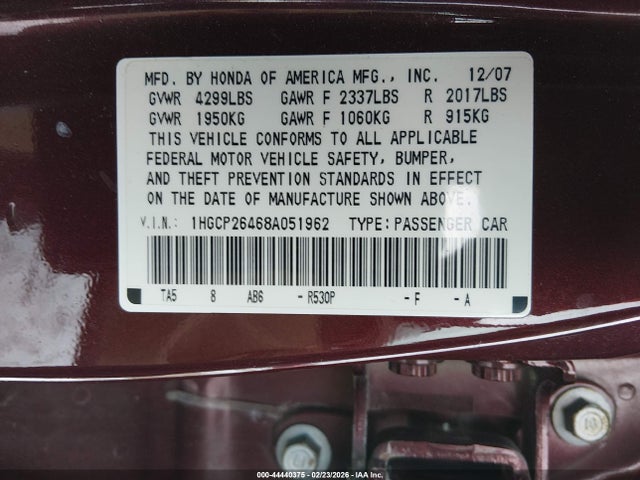 MFD. BY HONDA OF AMERICA MFG., INC. 12/07
GVWR 4299LBS GAWR F 2337LBS R 2017LBS
GVWR 1950KG GAWR F 1060KG R 915KG
THIS VEHICLE CONFORMS TO ALL APPLICABLE
FEDERAL MOTOR VEHICLE SAFETY, BUMPER,
AND THEFT PREVENTION STANDARDS IN EFFECT
ON THE DATE OF MANUFACTURE SHOWN ABOVE.
V.I.N.: 1HGCP26468A051962 TYPE:PASSENGER CAR
TA5 8 AB6 -R530P -F -A
000-44440375 - 02/23/2026 - IAAI.COM